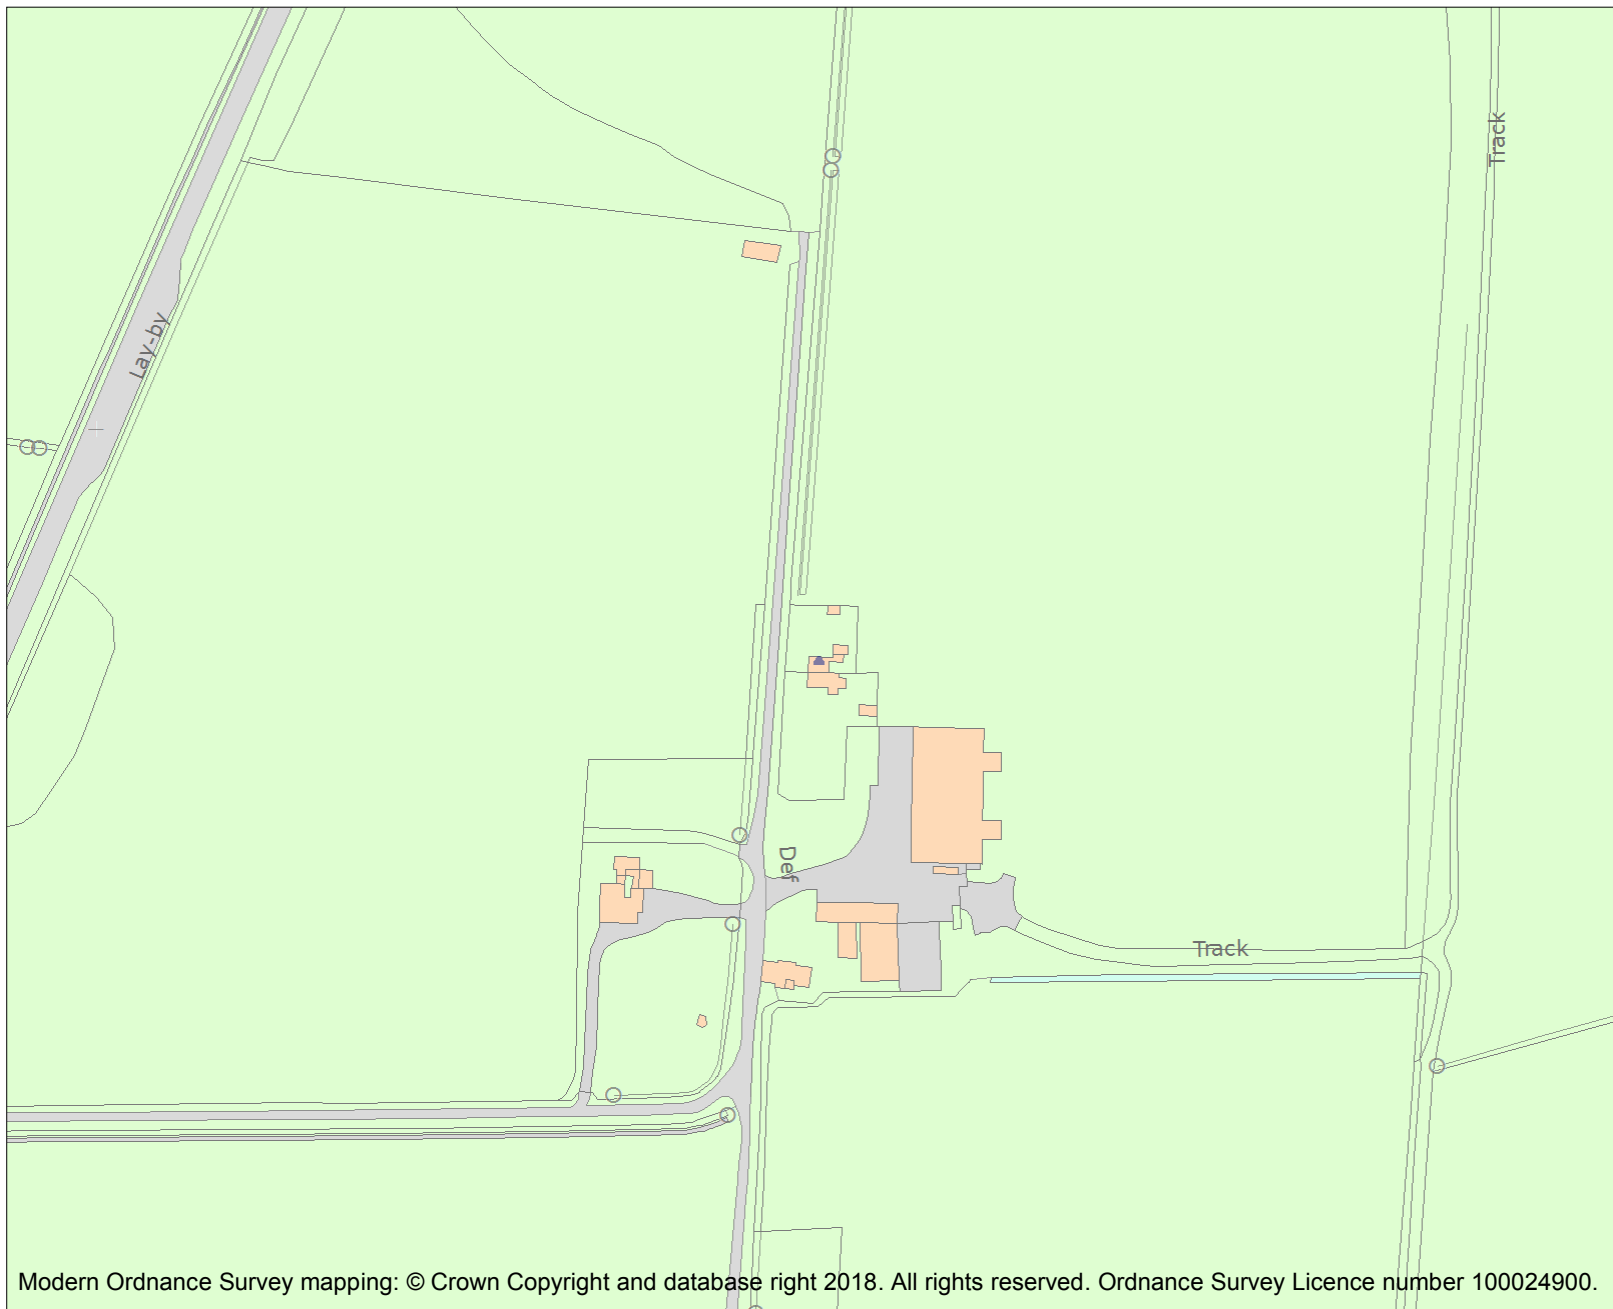 Track
Lay-by
Def
Track
Modern Ordnance Survey mapping: © Crown Copyright and database right 2018. All rights reserved. Ordnance Survey Licence number 100024900.